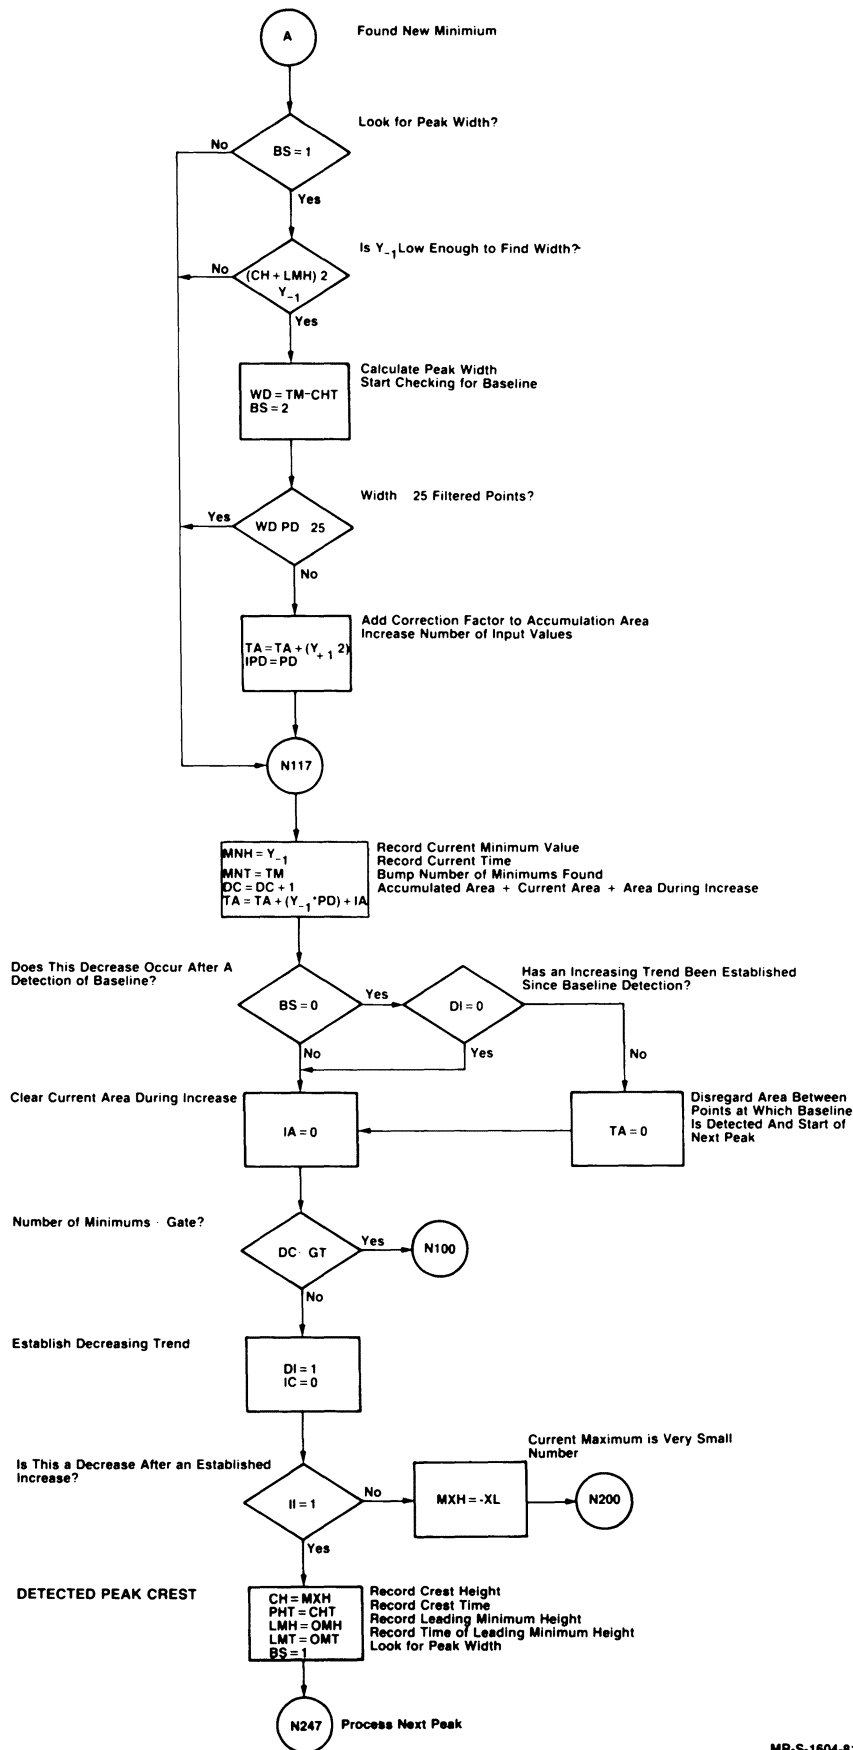 A
Found New Minimium
Look for Peak Width?
BS = 1
No
Yes
Is Y-1 Low Enough to Find Width?
(CH + LMH) 2
Y-1
No
Yes
Calculate Peak Width
Start Checking for Baseline
WD = TM-CHT
BS = 2
Width 25 Filtered Points?
WD PD 25
Yes
No
Add Correction Factor to Accumulation Area
Increase Number of Input Values
TA = TA + (Y+1 2)
IPD = PD
N117
MNH = Y-1
MNT = TM
DC = DC + 1
TA = TA + (Y-1 *PD) + IA
Record Current Minimum Value
Record Current Time
Bump Number of Minimums Found
Accumulated Area + Current Area + Area During Increase
Does This Decrease Occur After A
Detection of Baseline?
BS = 0
Yes
No
Has an Increasing Trend Been Established
Since Baseline Detection?
DI = 0
Yes
No
Clear Current Area During Increase
IA = 0
TA = 0
Disregard Area Between
Points at Which Baseline
Is Detected And Start of
Next Peak
Number of Minimums · Gate?
DC · GT
Yes
N100
No
Establish Decreasing Trend
DI = 1
IC = 0
Is This a Decrease After an Established
Increase?
II = 1
No
Yes
Current Maximum is Very Small
Number
MXH = -XL
N200
DETECTED PEAK CREST
CH = MXH
PHT = CHT
LMH = OMH
LMT = OMT
BS = 1
Record Crest Height
Record Crest Time
Record Leading Minimum Height
Record Time of Leading Minimum Height
Look for Peak Width
N247
Process Next Peak